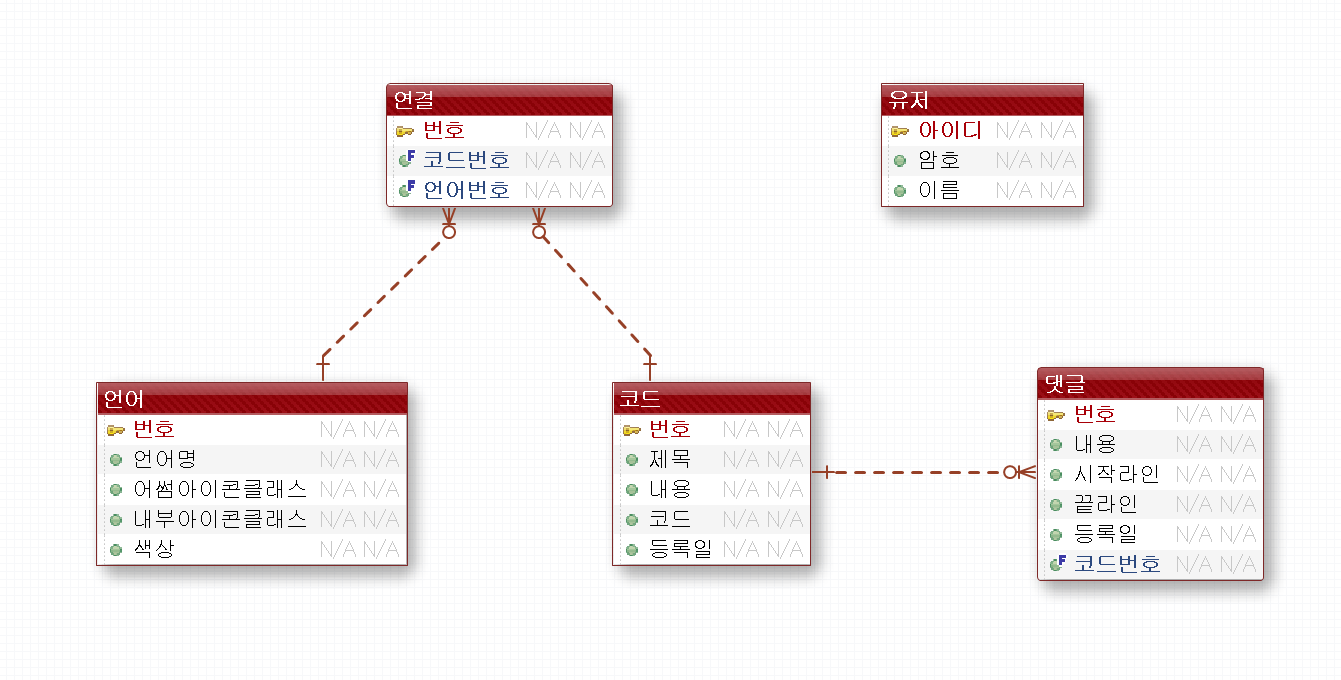 연결
번호 N/A N/A
코드번호 N/A N/A
언어번호 N/A N/A
유저
아이디 N/A N/A
암호 N/A N/A
이름 N/A N/A
언어
번호 N/A N/A
언어명 N/A N/A
어썸아이콘클래스 N/A N/A
내부아이콘클래스 N/A N/A
색상 N/A N/A
코드
번호 N/A N/A
제목 N/A N/A
내용 N/A N/A
코드 N/A N/A
등록일 N/A N/A
댓글
번호 N/A N/A
내용 N/A N/A
시작라인 N/A N/A
끝라인 N/A N/A
등록일 N/A N/A
코드번호 N/A N/A